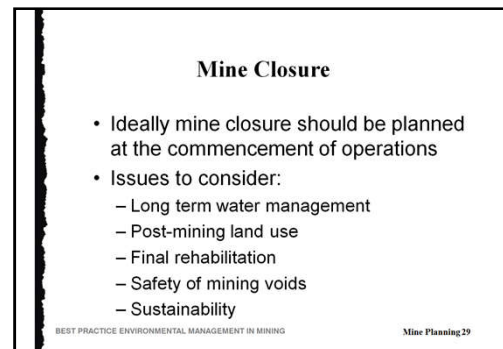 Mine Closure
• Ideally mine closure should be planned
at the commencement of operations
• Issues to consider:
– Long term water management
– Post-mining land use
– Final rehabilitation
– Safety of mining voids
– Sustainability
BEST PRACTICE ENVIRONMENTAL MANAGEMENT IN MINING
Mine Planning 29